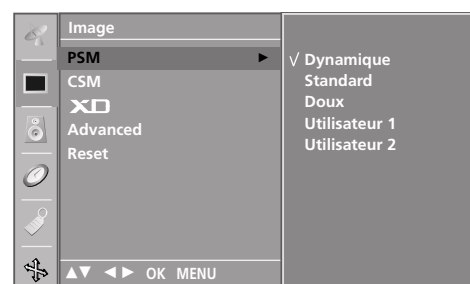 Image
PSM ►
CSM
XD
Advanced
Reset
▲▼ ◄► OK MENU
√ Dynamique
Standard
Doux
Utilisateur 1
Utilisateur 2